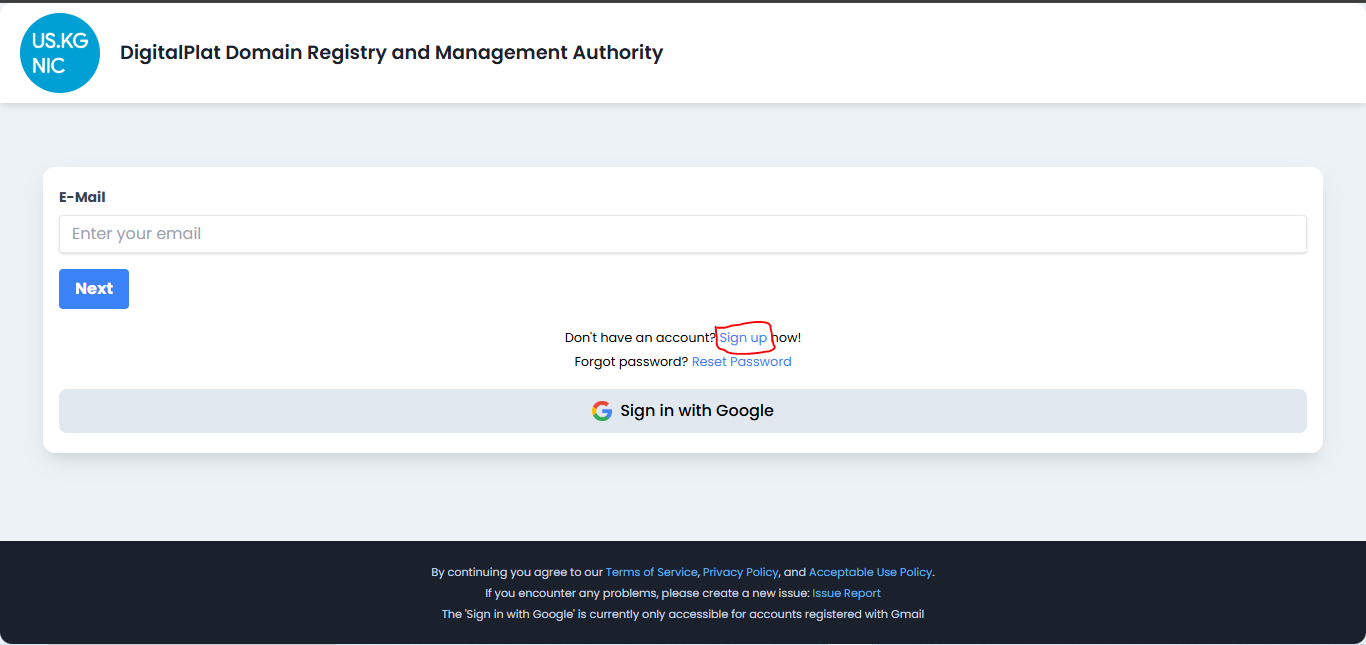 US.KG
NIC
DigitalPlat Domain Registry and Management Authority
E-Mail
Enter your email
Next
Don't have an account? Sign up now!
Forgot password? Reset Password
Sign in with Google
By continuing you agree to our Terms of Service, Privacy Policy, and Acceptable Use Policy.
If you encounter any problems, please create a new issue: Issue Report
The 'Sign in with Google' is currently only accessible for accounts registered with Gmail